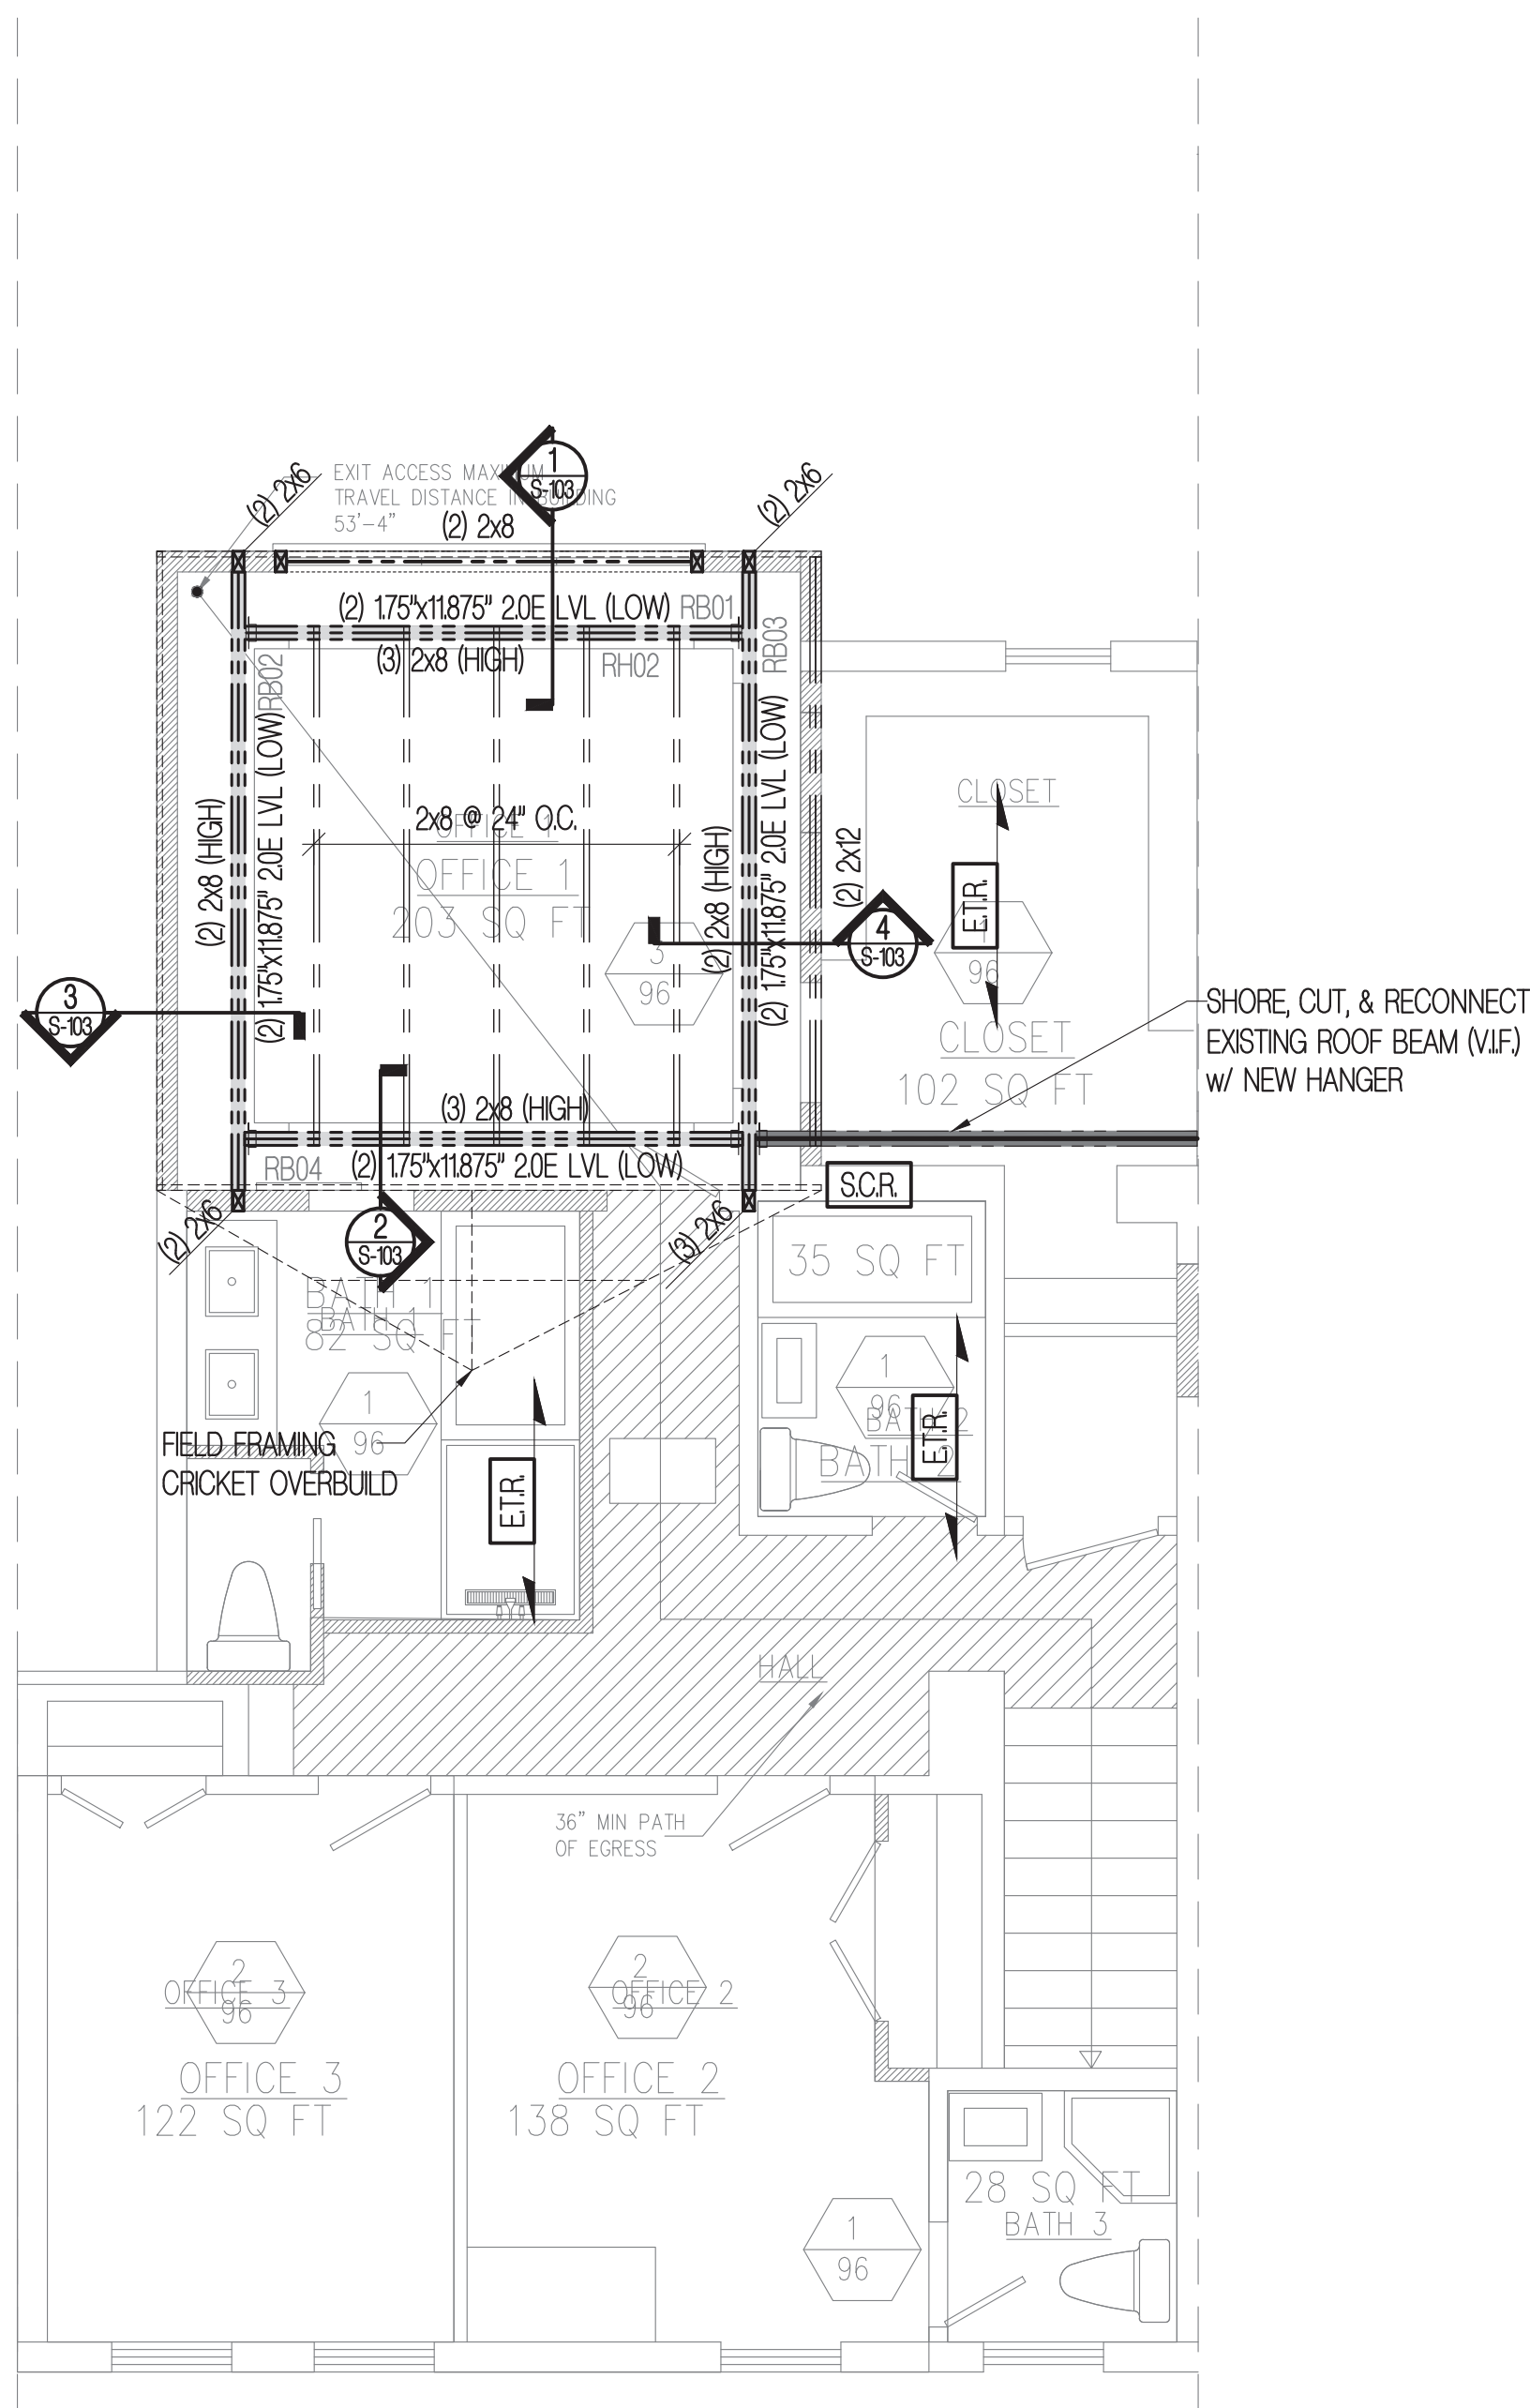 EXIT ACCESS MAXIMUM
TRAVEL DISTANCE IN BUILDING
53'-4"
1
S-103
(2) 2x6
(2) 2x8
(2) 2x6
(2) 1.75"x11.875" 2.0E LVL (LOW)
RB01
(3) 2x8 (HIGH)
RH02
RB02
RB03
(2) 2x8 (HIGH)
(2) 1.75"x11.875" 2.0E LVL (LOW)
2x8 @ 24" O.C.
OFFICE 1
OFFICE 1
203 SQ FT
3
96
(2) 2x8 (HIGH)
(2) 1.75"x11.875" 2.0E LVL (LOW)
(2) 2x12
4
S-103
CLOSET
E.T.R.
1
96
CLOSET
102 SQ FT
3
S-103
SHORE, CUT, & RECONNECT
EXISTING ROOF BEAM (V.I.F.)
w/ NEW HANGER
(3) 2x8 (HIGH)
RB04
(2) 1.75"x11.875" 2.0E LVL (LOW)
S.C.R.
(2) 2x6
2
S-103
(3) 2x6
35 SQ FT
BATH 1
BATH 1
82 SQ FT
1
96
FIELD FRAMING
CRICKET OVERBUILD
E.T.R.
1
96
BATH 2
E.T.R.
BATH 2
HALL
36" MIN PATH
OF EGRESS
2
96
OFFICE 3
OFFICE 3
122 SQ FT
2
96
OFFICE 2
OFFICE 2
138 SQ FT
28 SQ FT
BATH 3
1
96